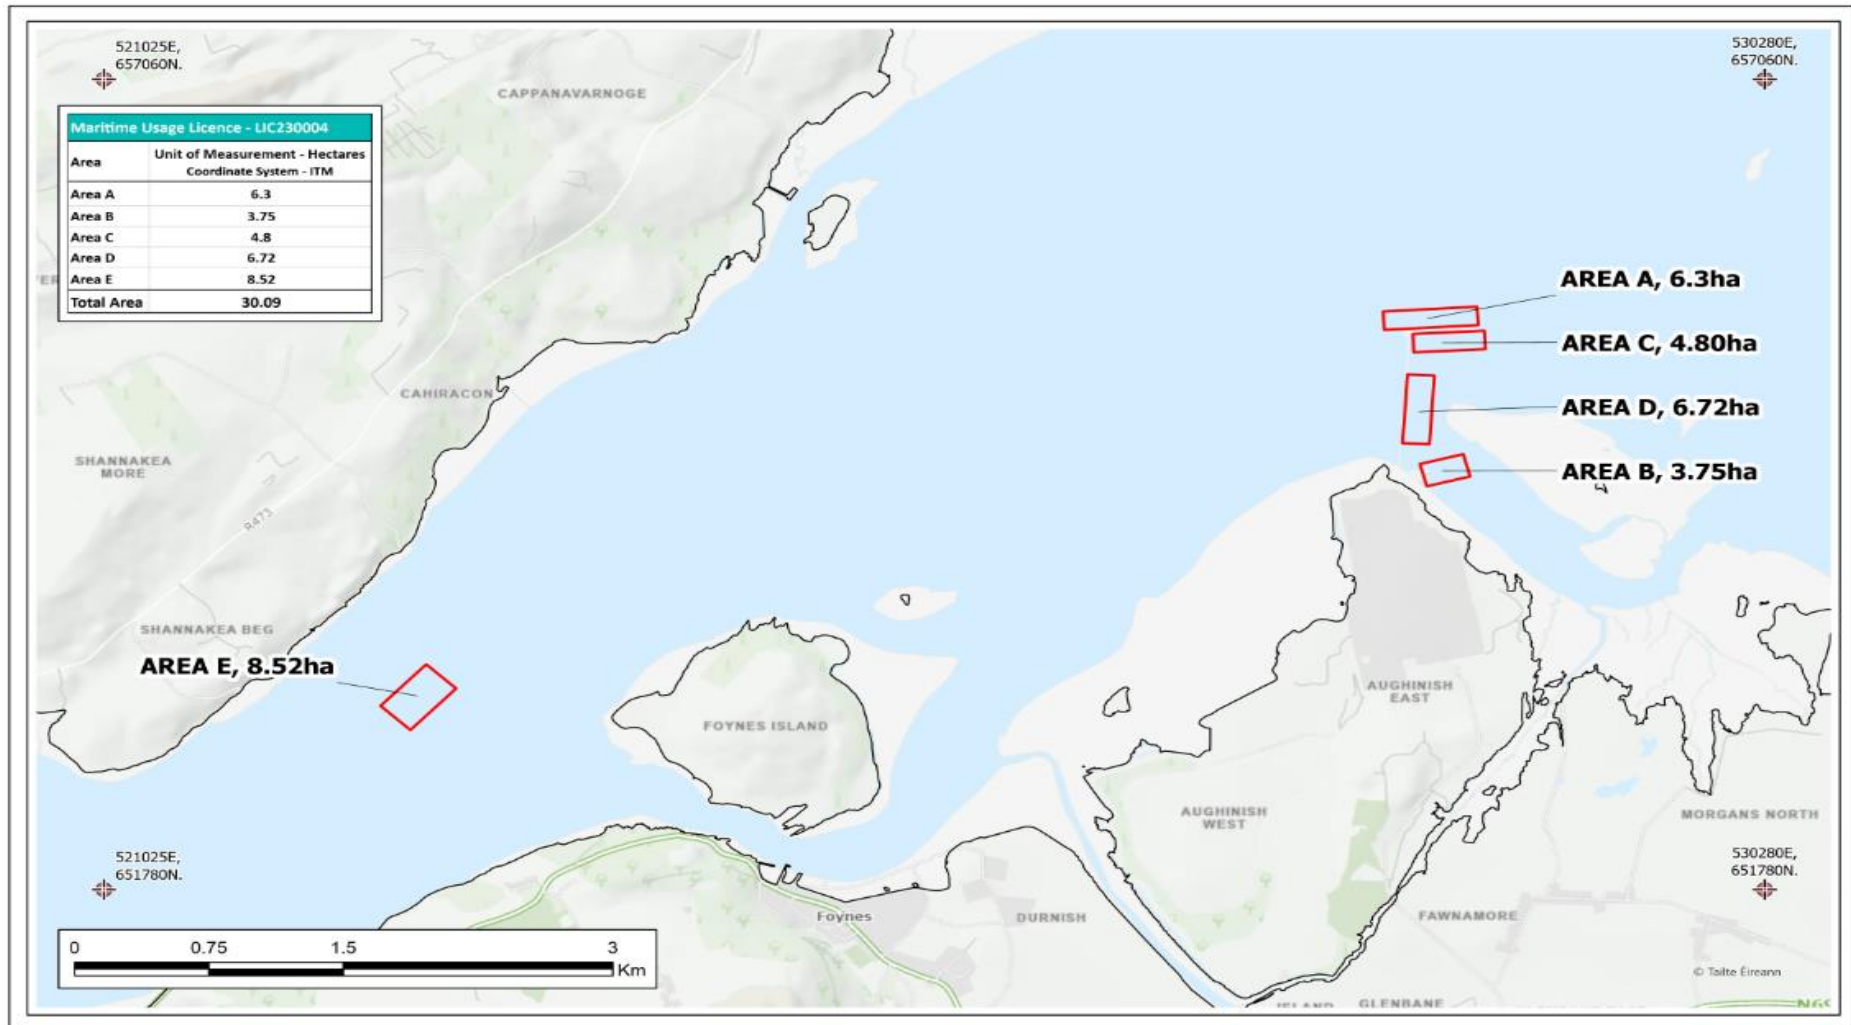 521025E,
657060N.
530280E,
657060N.
CAPPANAVARNOGE
Maritime Usage Licence - LIC230004
Area Unit of Measurement - Hectares
Coordinate System - ITM
Area A 6.3
Area B 3.75
Area C 4.8
Area D 6.72
Area E 8.52
Total Area 30.09
AREA A, 6.3ha
AREA C, 4.80ha
CAHIRACON
AREA D, 6.72ha
SHANNAKEA
MORE
AREA B, 3.75ha
R473
SHANNAKEA BEG
AREA E, 8.52ha
AUGHINISH
EAST
FOYNES ISLAND
AUGHINISH
WEST
MORGANS NORTH
521025E,
651780N.
530280E,
651780N.
Foynes
DURNISH
FAWNAMORE
0 0.75 1.5 3
Km
© Tailte Éireann
GLENBANE